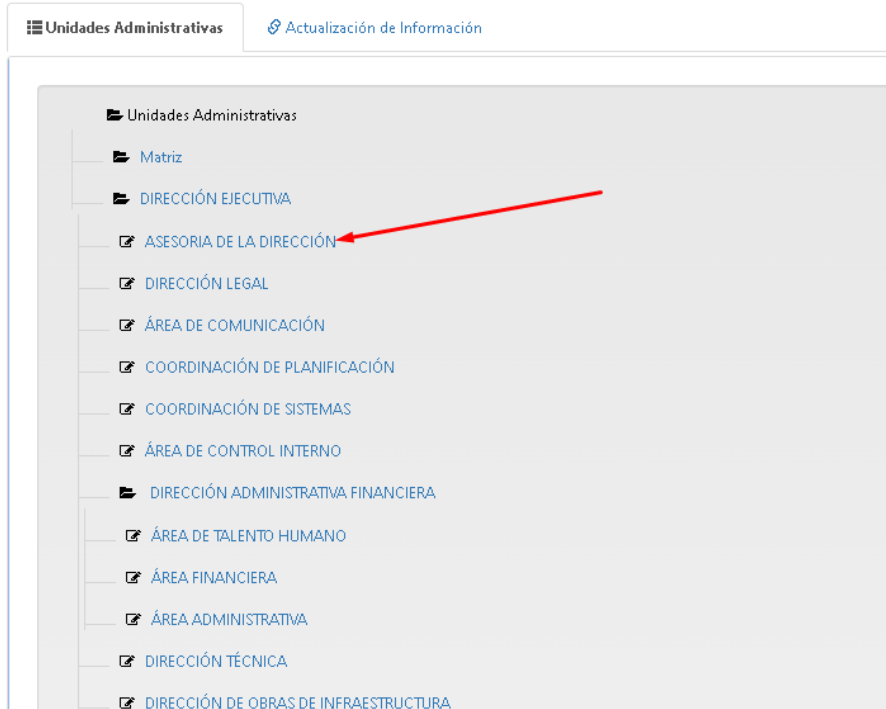 Unidades Administrativas
Actualización de Información
Unidades Administrativas
Matriz
DIRECCIÓN EJECUTIVA
ASESORIA DE LA DIRECCIÓN
DIRECCIÓN LEGAL
ÁREA DE COMUNICACIÓN
COORDINACIÓN DE PLANIFICACIÓN
COORDINACIÓN DE SISTEMAS
ÁREA DE CONTROL INTERNO
DIRECCIÓN ADMINISTRATIVA FINANCIERA
ÁREA DE TALENTO HUMANO
ÁREA FINANCIERA
ÁREA ADMINISTRATIVA
DIRECCIÓN TÉCNICA
DIRECCIÓN DE OBRAS DE INFRAESTRUCTURA